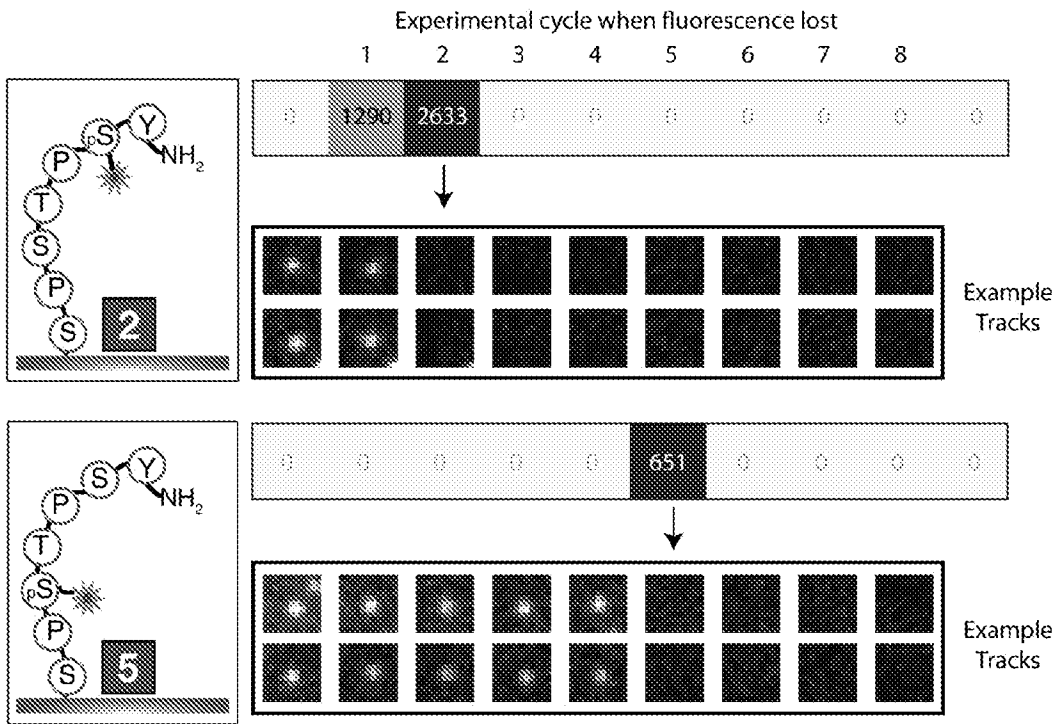 Experimental cycle when fluorescence lost
1 2 3 4 5 6 7 8
0 1290 2633 0 0 0 0 0 0 0
Y
pS
NH2
P
T
S
P
S
2
Example
Tracks
0 0 0 0 0 651 0 0 0 0
Y
S
NH2
P
T
pS
P
S
5
Example
Tracks